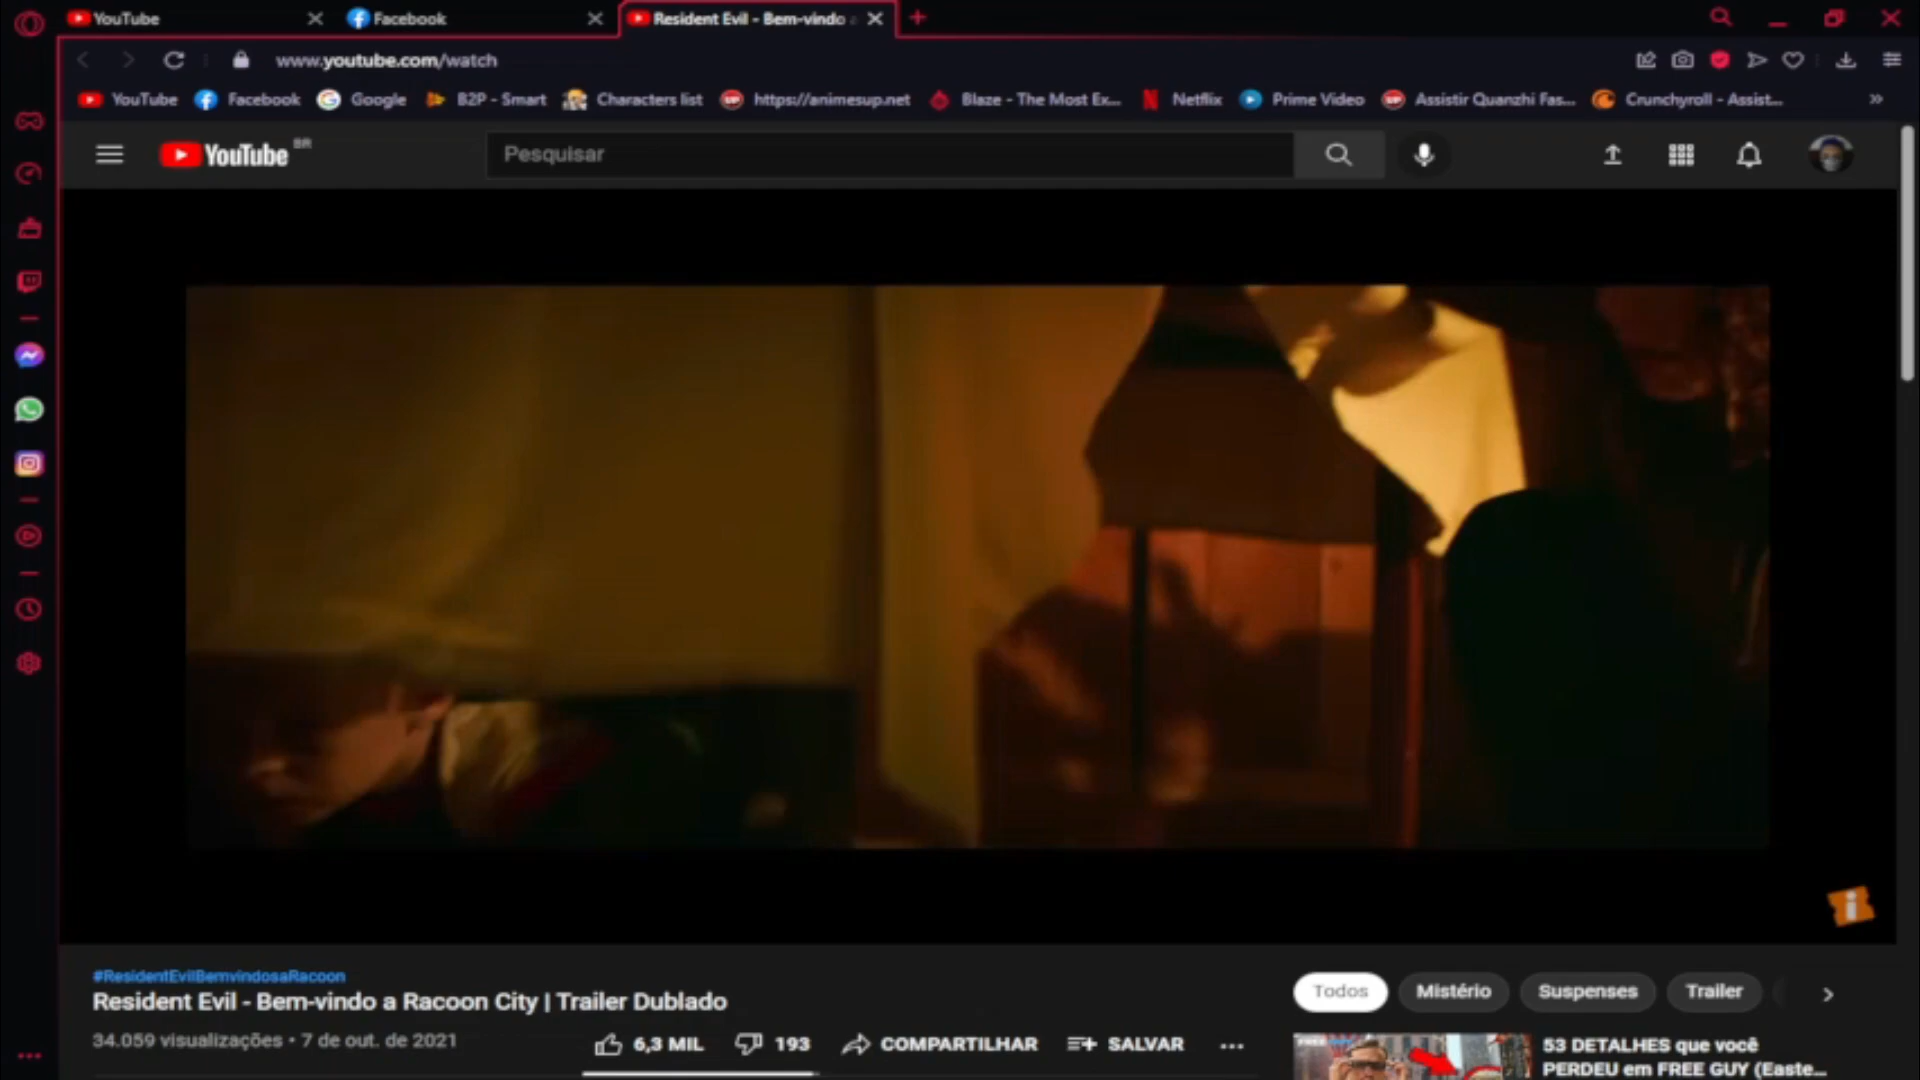 YouTube
Facebook
Resident Evil - Bem-vindo a
www.youtube.com/watch
YouTube
Facebook
Google
B2P - Smart
Characters list
https://animesup.net
Blaze - The Most Ex...
Netflix
Prime Video
Assistir Quanzhi Fas...
Crunchyroll - Assist...
YouTube BR
Pesquisar
#ResidentEvilBemvindosaRacoon
Resident Evil - Bem-vindo a Racoon City | Trailer Dublado
34.059 visualizações • 7 de out. de 2021
6,3 MIL
193
COMPARTILHAR
SALVAR
Todos
Mistério
Suspenses
Trailer
53 DETALHES que você
PERDEU em FREE GUY (Easte...